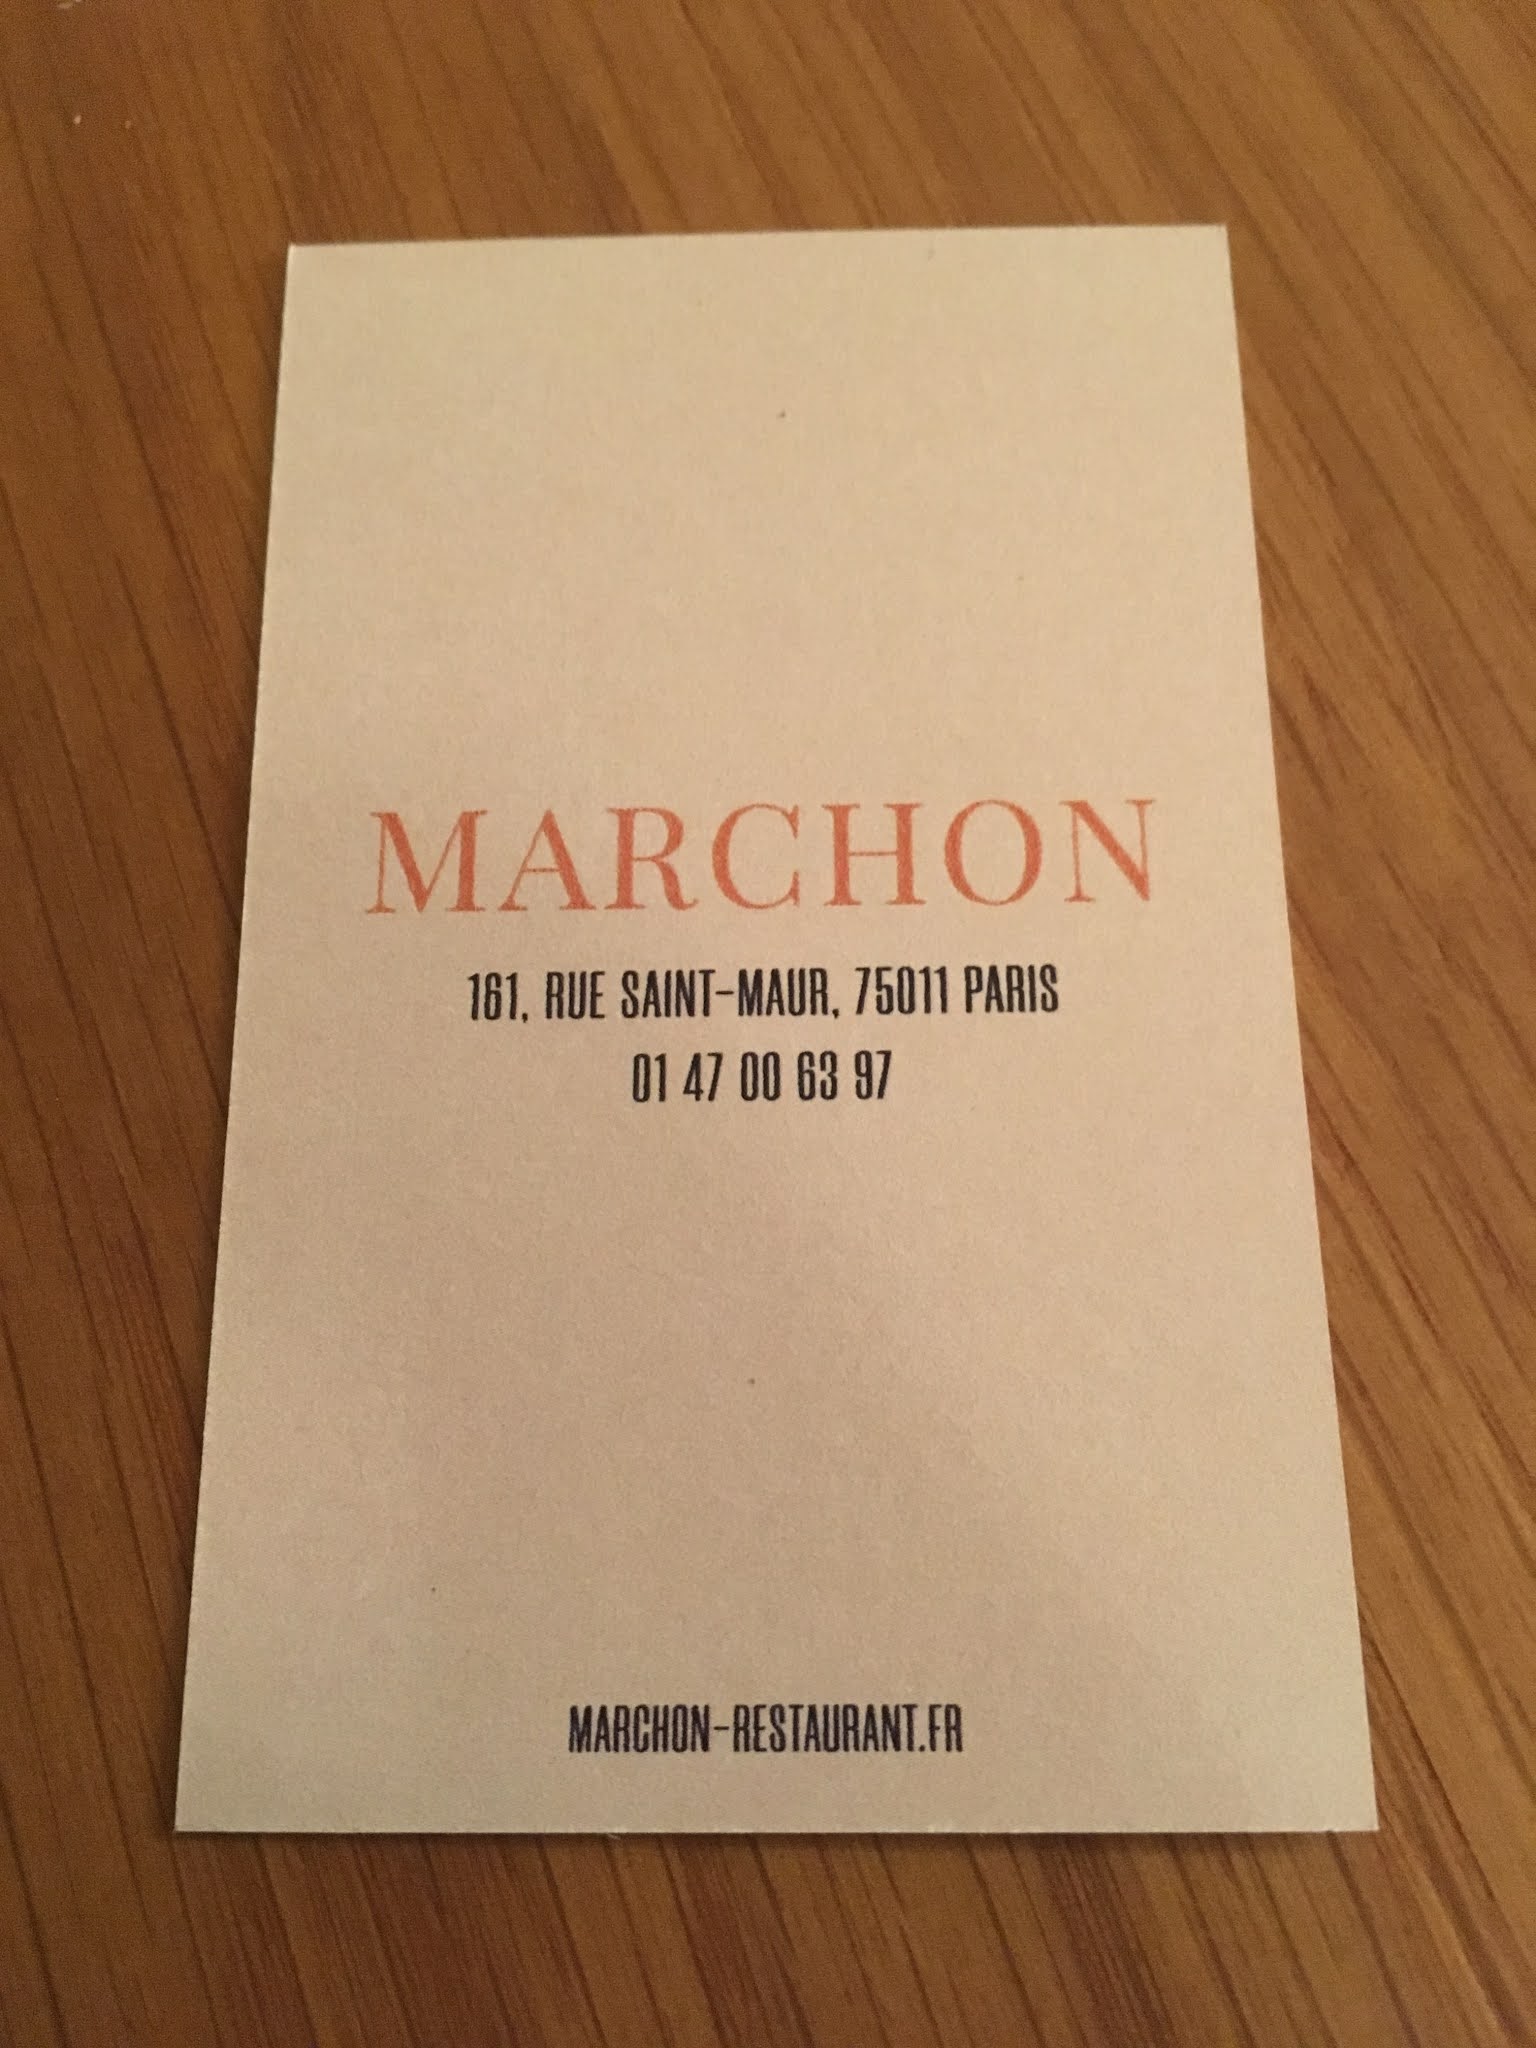 MARCHON
161, RUE SAINT-MAUR, 75011 PARIS
01 47 00 63 97
MARCHON-RESTAURANT.FR